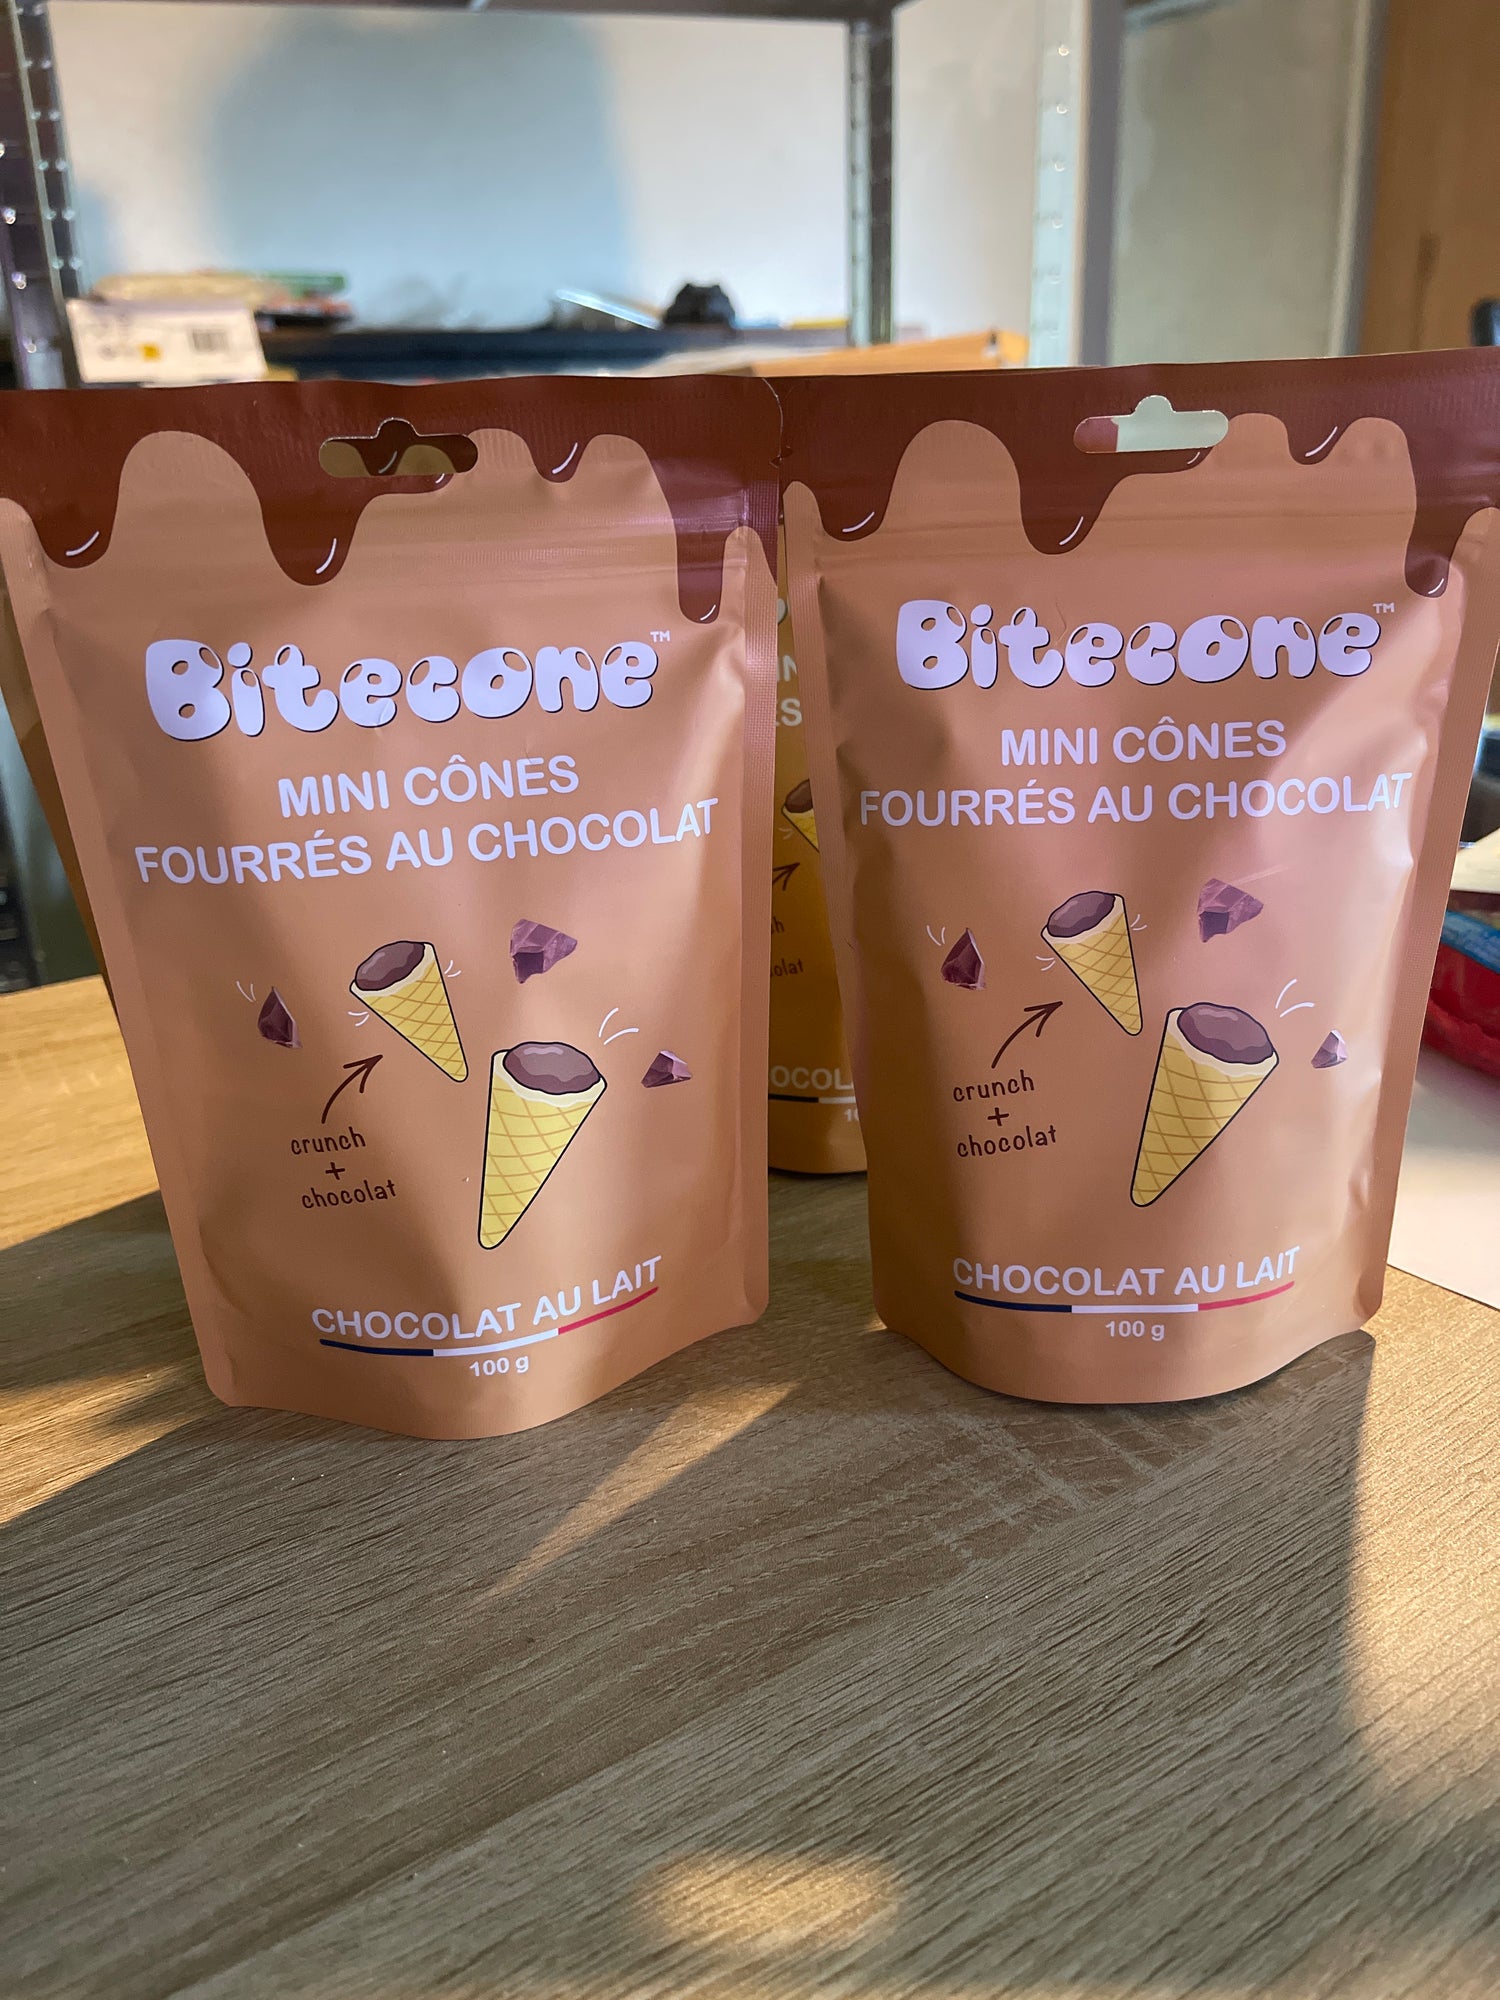 Bitecone™
MINI CÔNES
FOURRÉS AU CHOCOLAT
crunch
+
chocolat
CHOCOLAT AU LAIT
100 g
Bitecone™
MINI CÔNES
FOURRÉS AU CHOCOLAT
crunch
+
chocolat
CHOCOLAT AU LAIT
100 g